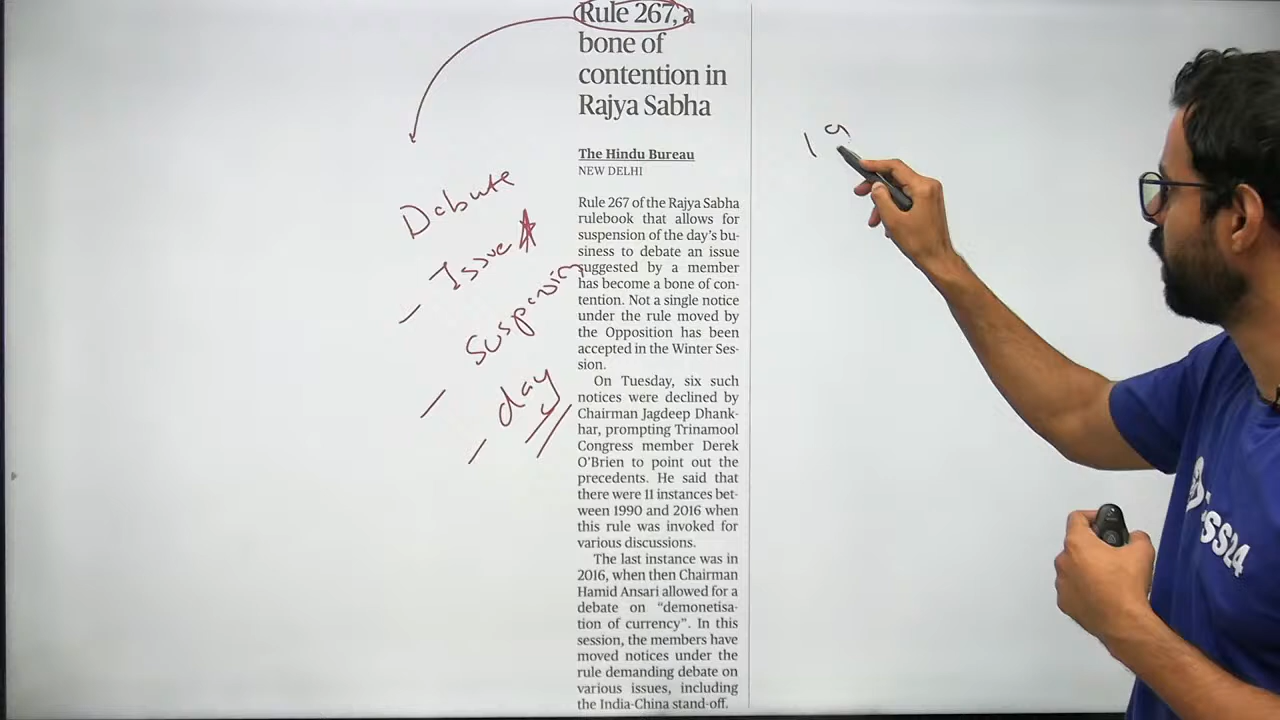 Rule 267, a
bone of
contention in
Rajya Sabha
The Hindu Bureau
NEW DELHI
Rule 267 of the Rajya Sabha
rulebook that allows for
suspension of the day's bu-
siness to debate an issue
suggested by a member
has become a bone of con-
tention. Not a single notice
under the rule moved by
the Opposition has been
accepted in the Winter Ses-
sion.
On Tuesday, six such
notices were declined by
Chairman Jagdeep Dhank-
har, prompting Trinamool
Congress member Derek
O'Brien to point out the
precedents. He said that
there were 11 instances bet-
ween 1990 and 2016 when
this rule was invoked for
various discussions.
The last instance was in
2016, when then Chairman
Hamid Ansari allowed for a
debate on “demonetisa-
tion of currency”. In this
session, the members have
moved notices under the
rule demanding debate on
various issues, including
the India-China stand-off.
Debate
- Issue
- Suspension
- day
19
SS24